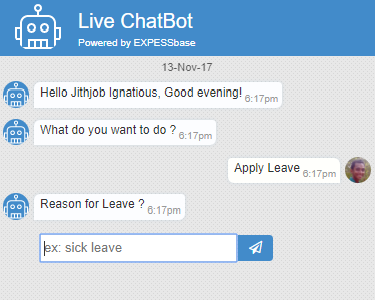 Live ChatBot
Powered by EXPESSbase
13-Nov-17
Hello Jithjob Ignatious, Good evening! 6:17pm
What do you want to do ? 6:17pm
Apply Leave 6:17pm
Reason for Leave ? 6:17pm
ex: sick leave